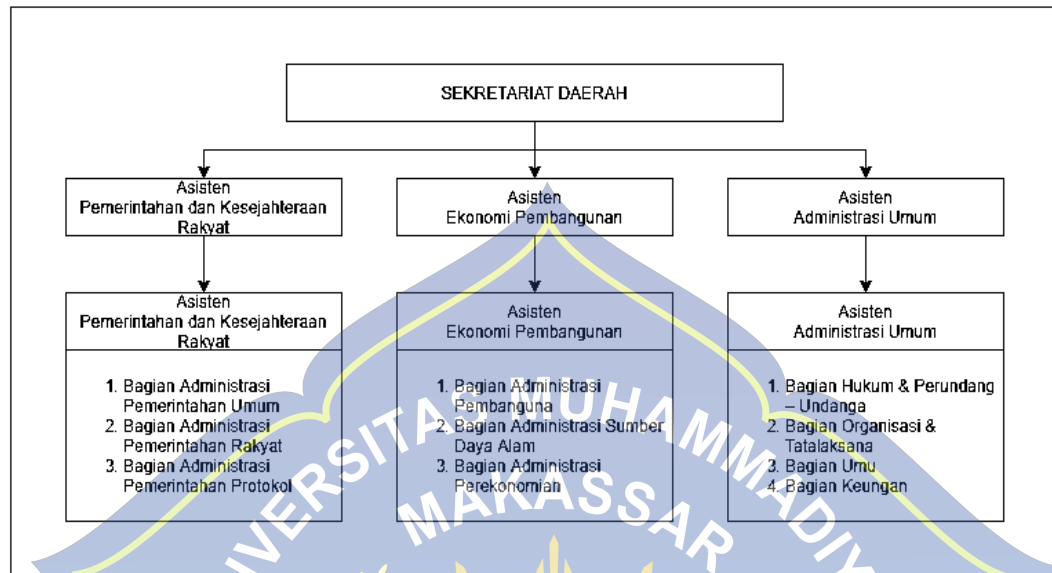 SEKRETARIAT DAERAH
Asisten
Pemerintahan dan Kesejahteraan
Rakyat
Asisten
Ekonomi Pembangunan
Asisten
Administrasi Umum
Asisten
Pemerintahan dan Kesejahteraan
Rakyat
1. Bagian Administrasi
Pemerintahan Umum
2. Bagian Administrasi
Pemerintahan Rakyat
3. Bagian Administrasi
Pemerintahan Protokol
Asisten
Ekonomi Pembangunan
1. Bagian Administrasi
Pembanguna
2. Bagian Administrasi Sumber
Daya Alam
3. Bagian Administrasi
Perekonomian
Asisten
Administrasi Umum
1. Bagian Hukum & Perundang
– Undanga
2. Bagian Organisasi &
Tatalaksana
3. Bagian Umu
4. Bagian Keungan
IVERSITAS MUHAMMADIY
MAKASSAR